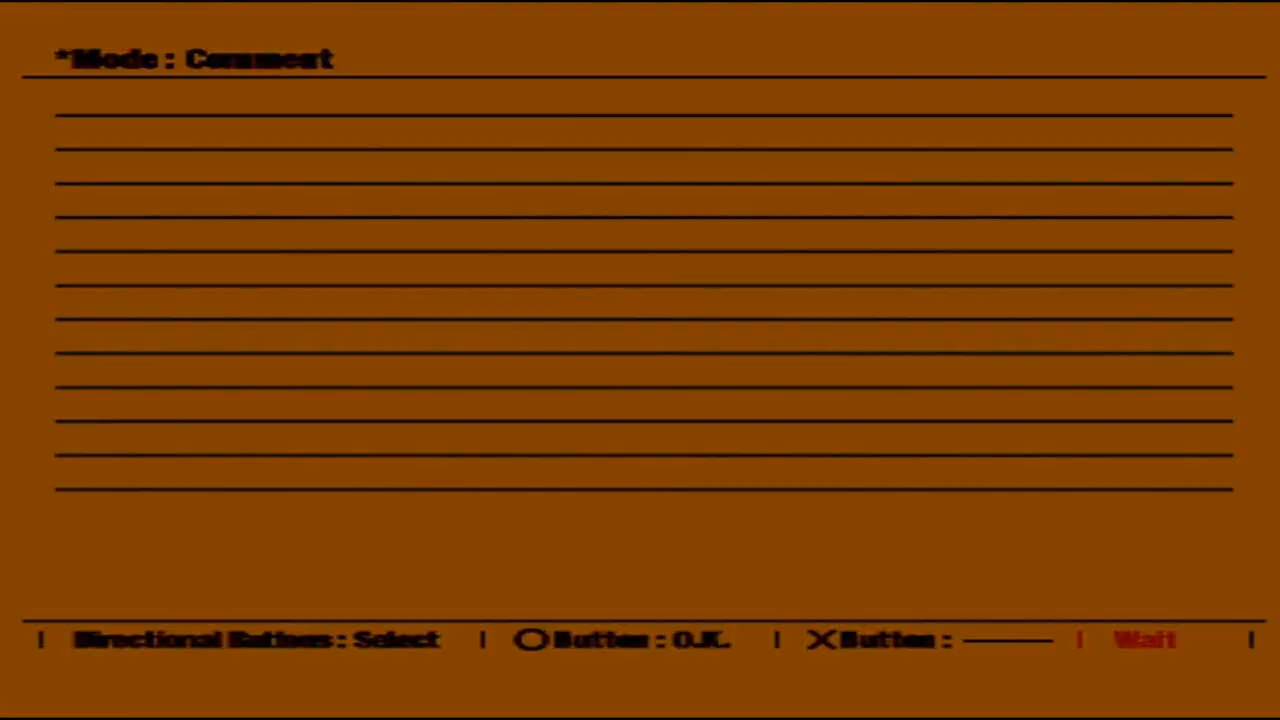 *Mode : Comment
| Directional Buttons : Select | ◯Button : O.K. | ╳Button : ——— | Wait |